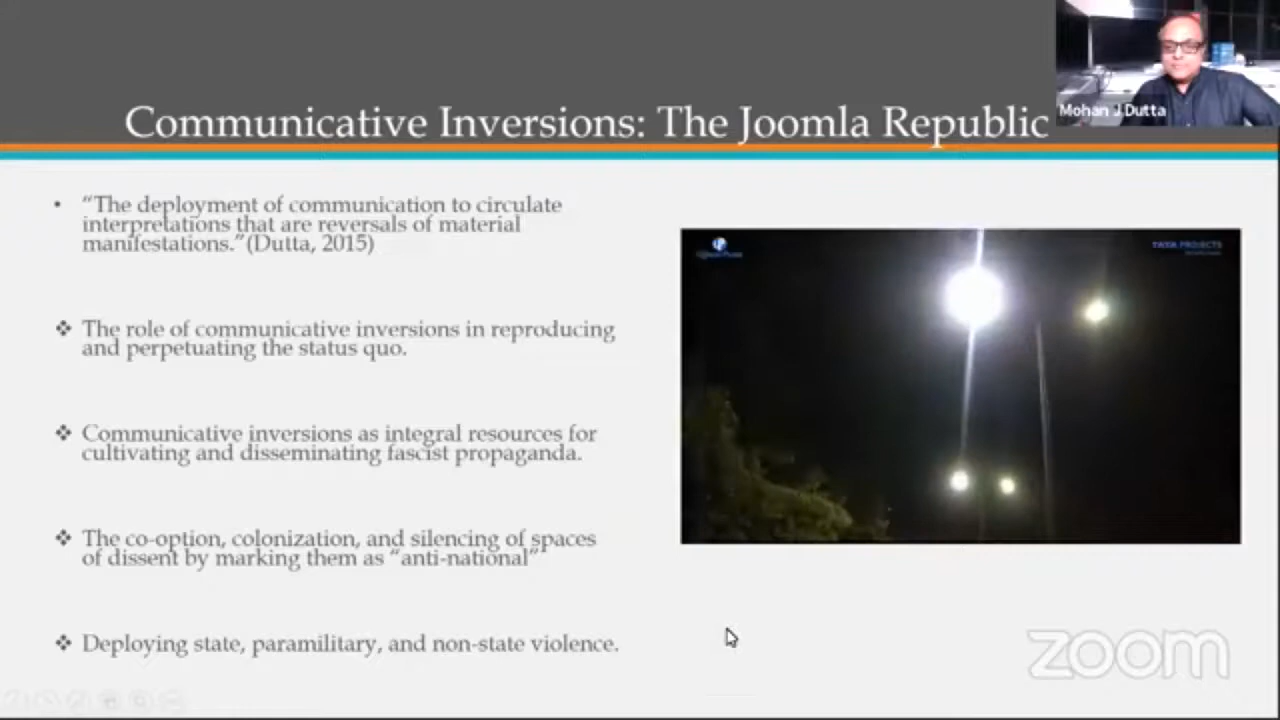 Communicative Inversions: The Joomla Republic
Mohan J Dutta
• “The deployment of communication to circulate
interpretations that are reversals of material
manifestations.”(Dutta, 2015)
❖ The role of communicative inversions in reproducing
and perpetuating the status quo.
❖ Communicative inversions as integral resources for
cultivating and disseminating fascist propaganda.
❖ The co-option, colonization, and silencing of spaces
of dissent by marking them as “anti-national”
❖ Deploying state, paramilitary, and non-state violence.
TATA PROJECTS
zoom